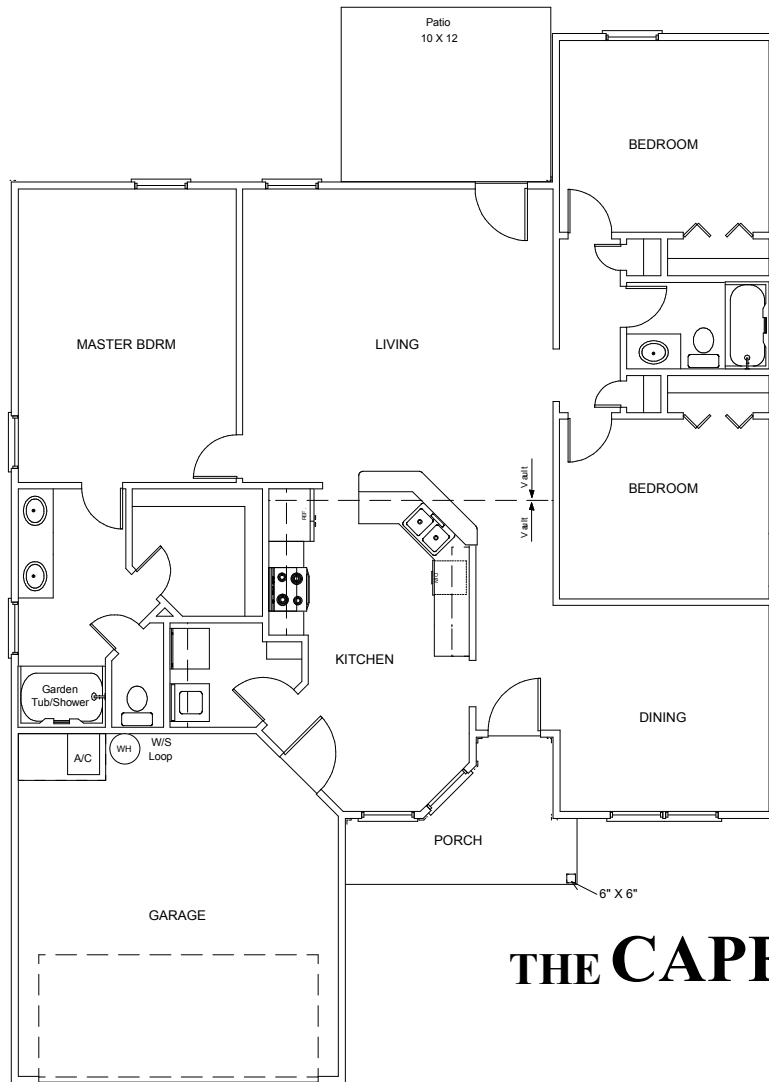 Patio
10 X 12
BEDROOM
MASTER BDRM
LIVING
Vault
Vault
BEDROOM
REF.
KITCHEN
Garden
Tub/Shower
DINING
A/C
WH
W/S
Loop
PORCH
6" X 6"
GARAGE
THE CAPE